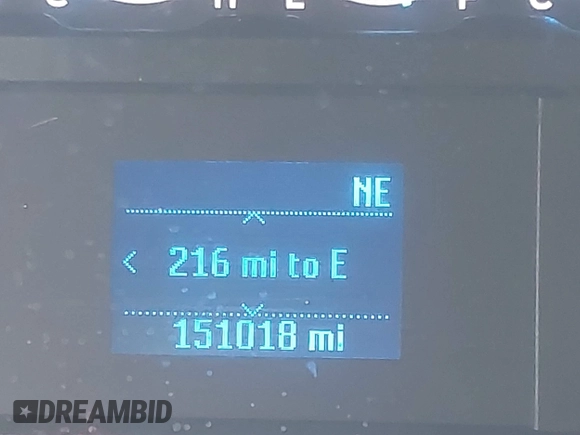 C H E F C
NE
< 216 mi to E
151018 mi
DREAMBID